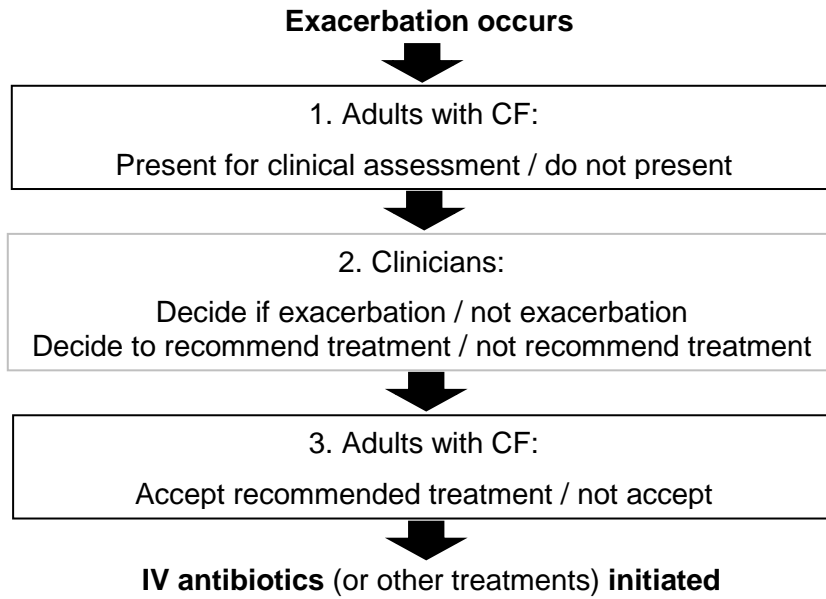 Exacerbation occurs
1. Adults with CF:
Present for clinical assessment / do not present
2. Clinicians:
Decide if exacerbation / not exacerbation
Decide to recommend treatment / not recommend treatment
3. Adults with CF:
Accept recommended treatment / not accept
IV antibiotics (or other treatments) initiated